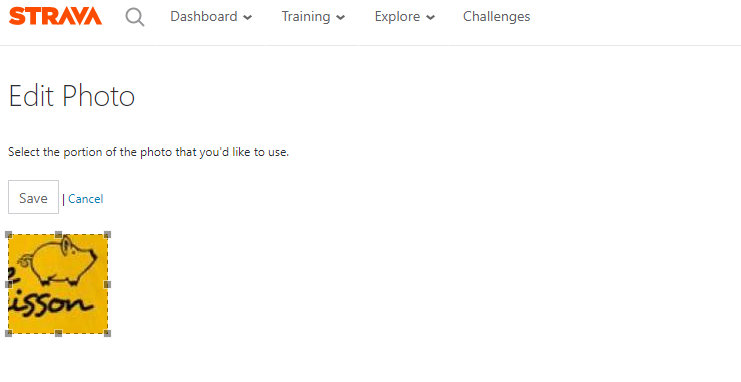 STRAVA Dashboard Training Explore Challenges
Edit Photo
Select the portion of the photo that you'd like to use.
Save | Cancel
e
isson